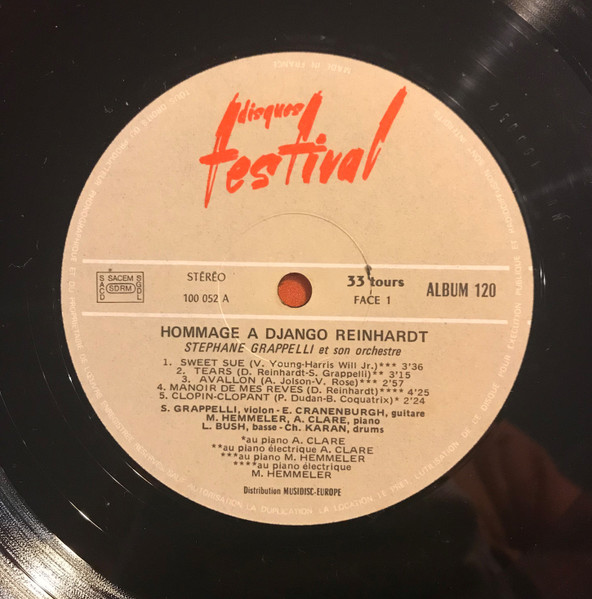 MADE IN FRANCE
disques
festival
SACEM
SACD
SDRM
SGDL
STÉRÉO
100 052 A
33 tours
FACE 1
ALBUM 120
HOMMAGE A DJANGO REINHARDT
STEPHANE GRAPPELLI et son orchestre
1. SWEET SUE (V. Young-Harris Will Jr.)*** 3'36
2. TEARS (D. Reinhardt-S. Grappelli)** 3'15
3. AVALLON (A. Jolson-V. Rose)*** 2'57
4. MANOIR DE MES REVES (D. Reinhardt)**** 4'25
5. CLOPIN-CLOPANT (P. Dudan-B. Coquatrix)* 2'24
S. GRAPPELLI, violon - E. CRANENBURGH, guitare
M. HEMMELER, A. CLARE, piano
L. BUSH, basse - Ch. KARAN, drums
*au piano A. CLARE
**au piano électrique A. CLARE
***au piano M. HEMMELER
****au piano électrique
M. HEMMELER
Distribution MUSIDISC-EUROPE